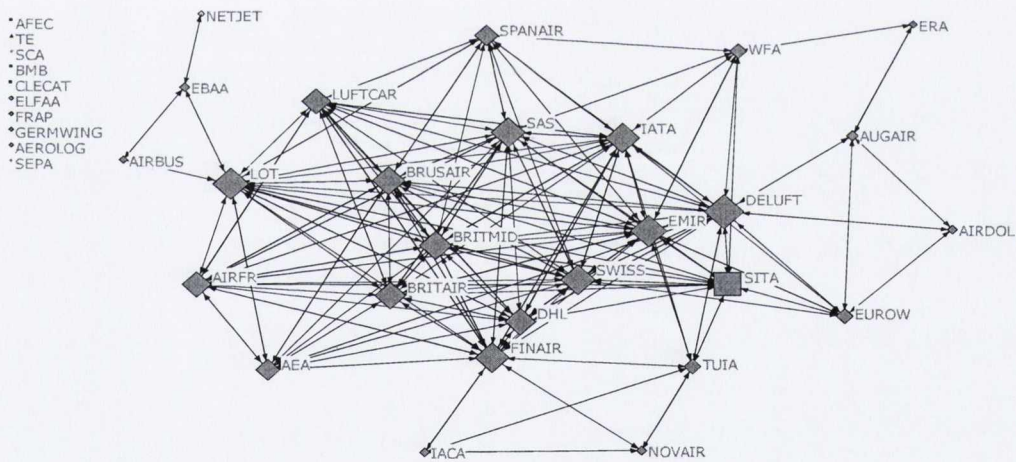 AFEC
TE
SCA
BMB
CLECAT
ELFAA
FRAP
GERMWING
AEROLOG
SEPA
NETJET
SPANAIR
ERA
WFA
EBAA
LUFTCAR
SAS
IATA
AUGAIR
AIRBUS
LOT
BRUSAIR
DELUFT
EMIR
AIRDOL
BRITMID
AIRFR
SWISS
SITA
BRITAIR
DHL
EUROW
FINAIR
AEA
TUIA
IACA
NOVAIR